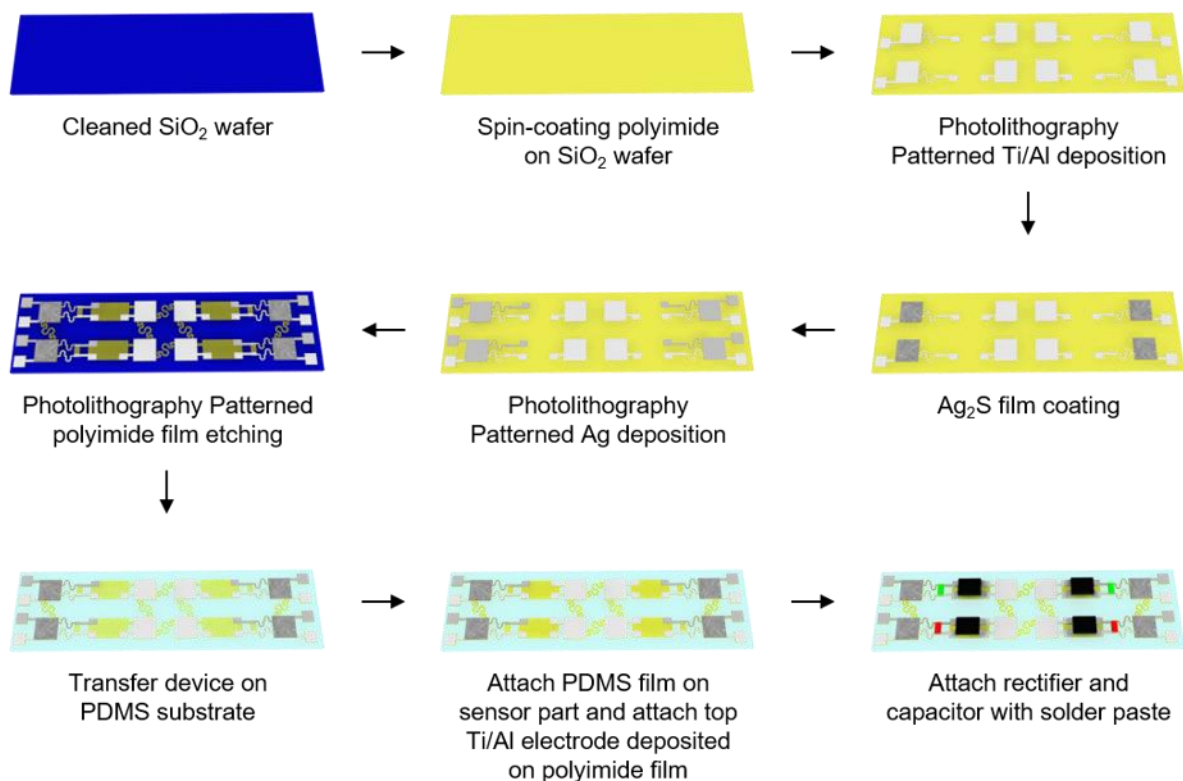 Cleaned SiO₂ wafer
Spin-coating polyimide
on SiO₂ wafer
Photolithography
Patterned Ti/Al deposition
Ag₂S film coating
Photolithography
Patterned Ag deposition
Photolithography Patterned
polyimide film etching
Transfer device on
PDMS substrate
Attach PDMS film on
sensor part and attach top
Ti/Al electrode deposited
on polyimide film
Attach rectifier and
capacitor with solder paste